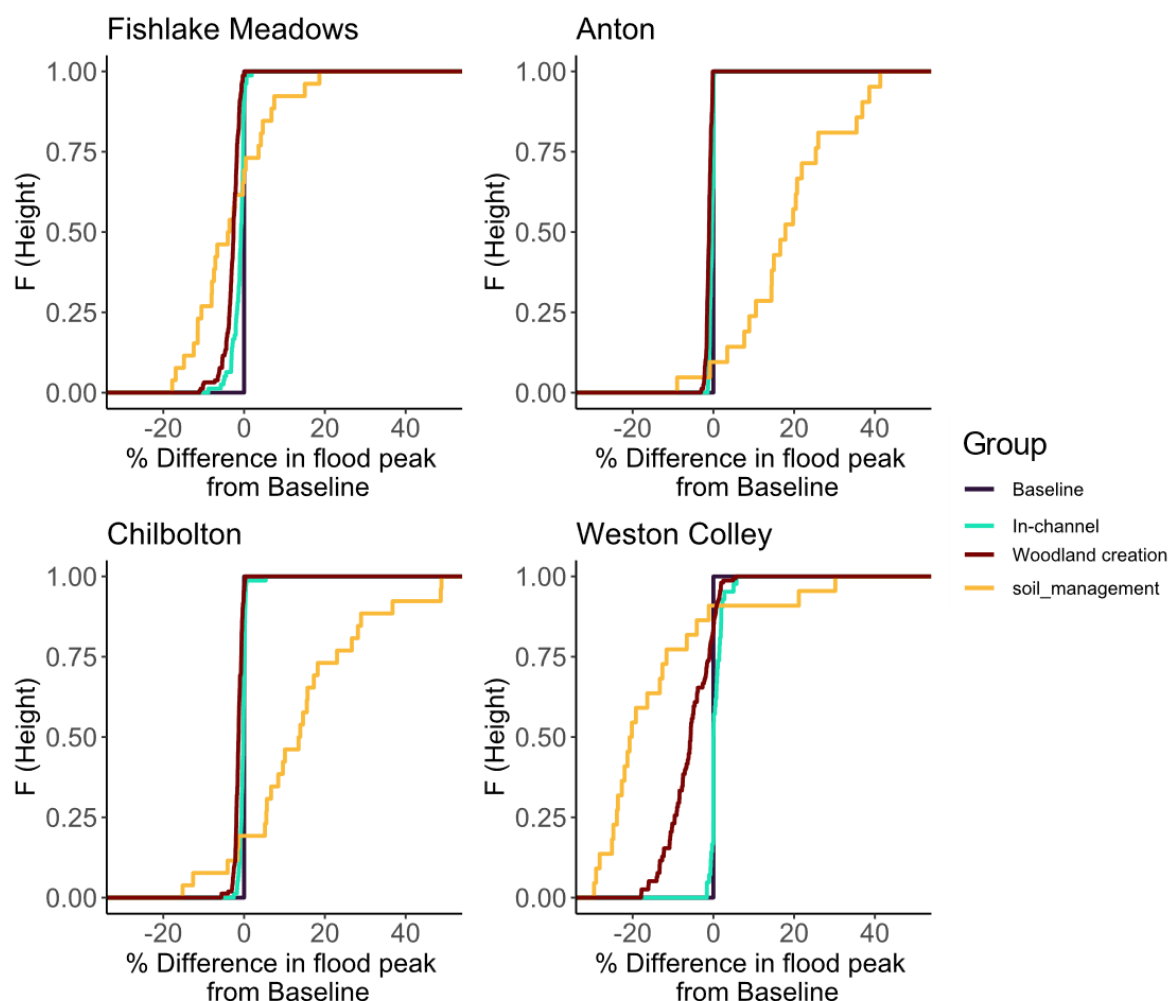 Fishlake Meadows
1.00
0.75
0.50
0.25
0.00
F (Height)
-20 0 20 40
% Difference in flood peak
from Baseline
Anton
1.00
0.75
0.50
0.25
0.00
F (Height)
-20 0 20 40
% Difference in flood peak
from Baseline
Chilbolton
1.00
0.75
0.50
0.25
0.00
F (Height)
-20 0 20 40
% Difference in flood peak
from Baseline
Weston Colley
1.00
0.75
0.50
0.25
0.00
F (Height)
-20 0 20 40
% Difference in flood peak
from Baseline
Group
Baseline
In-channel
Woodland creation
soil_management